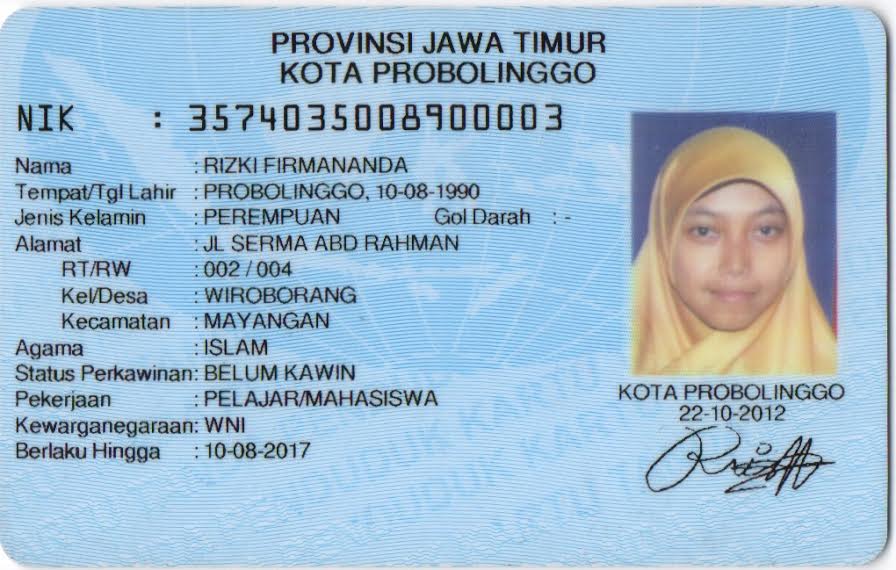 PROVINSI JAWA TIMUR
KOTA PROBOLINGGO
NIK : 3574035008900003
Nama : RIZKI FIRMANANDA
Tempat/Tgl Lahir : PROBOLINGGO, 10-08-1990
Jenis Kelamin : PEREMPUAN Gol Darah : -
Alamat : JL SERMA ABD RAHMAN
RT/RW : 002 / 004
Kel/Desa : WIROBORANG
Kecamatan : MAYANGAN
Agama : ISLAM
Status Perkawinan: BELUM KAWIN
Pekerjaan : PELAJAR/MAHASISWA
Kewarganegaraan: WNI
Berlaku Hingga : 10-08-2017
KOTA PROBOLINGGO
22-10-2012